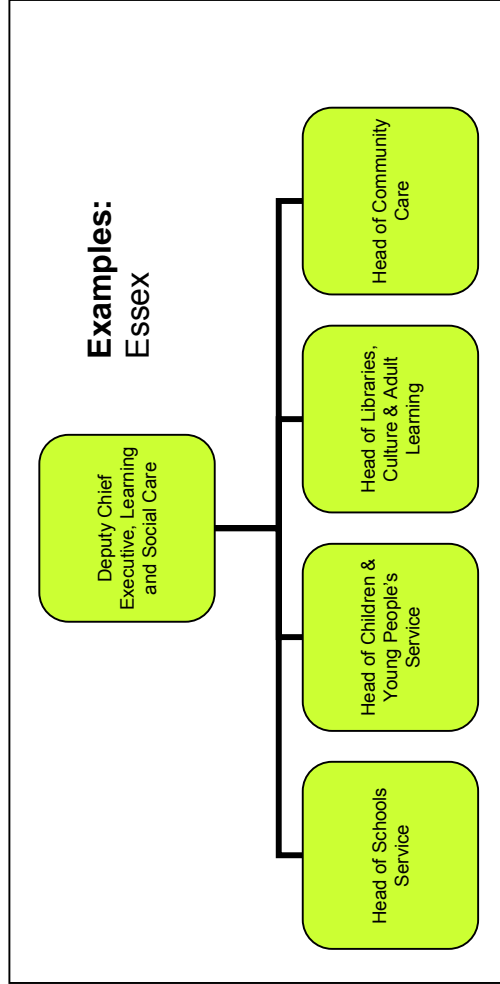 Examples:
Essex
Deputy Chief
Executive, Learning
and Social Care
Head of Schools
Service
Head of Children &
Young People’s
Service
Head of Libraries,
Culture & Adult
Learning
Head of Community
Care